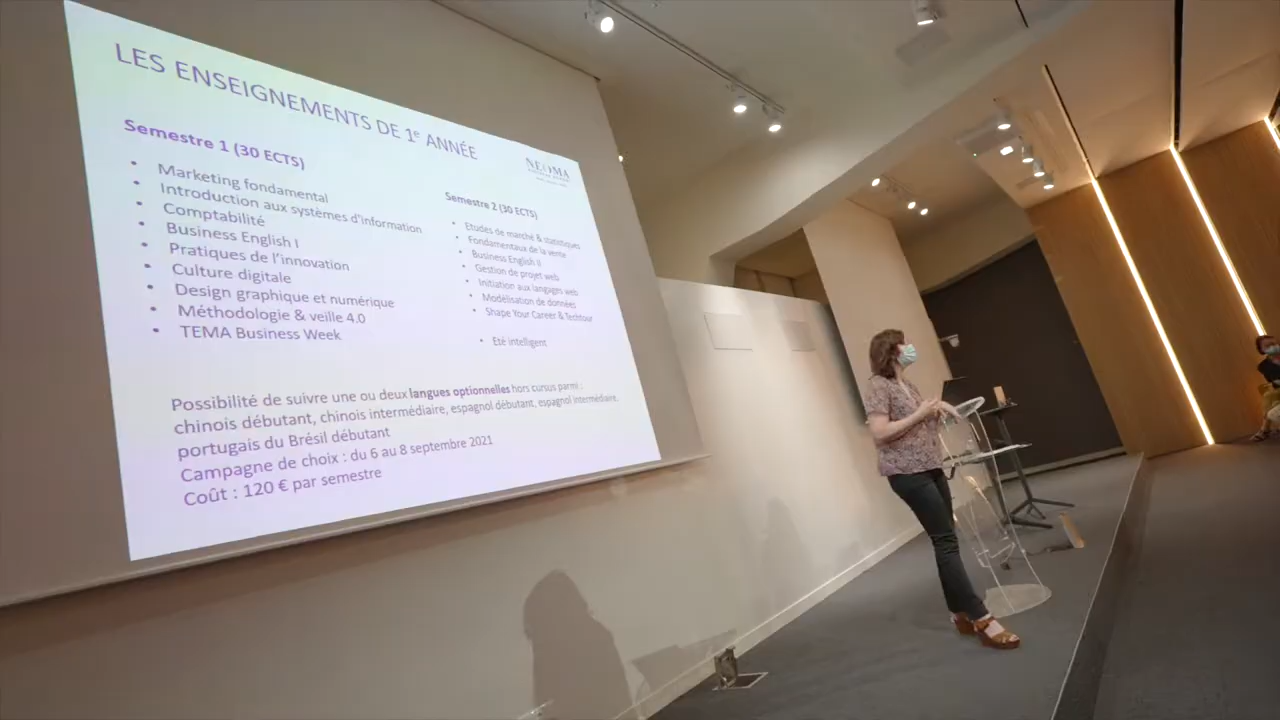 LES ENSEIGNEMENTS DE 1e ANNÉE
NEOMA
Semestre 1 (30 ECTS)
• Marketing fondamental
• Introduction aux systèmes d'information
• Comptabilité
• Business English I
• Pratiques de l'innovation
• Culture digitale
• Design graphique et numérique
• Méthodologie & veille 4.0
• TEMA Business Week
Semestre 2 (30 ECTS)
• Etudes de marché & statistiques
• Fondamentaux de la vente
• Business English II
• Gestion de projet web
• Initiation aux langages web
• Modélisation de données
• Shape Your Career & Techtour
• Eté intelligent
Possibilité de suivre une ou deux langues optionnelles hors cursus parmi :
chinois débutant, chinois intermédiaire, espagnol débutant, espagnol intermédiaire,
portugais du Brésil débutant
Campagne de choix : du 6 au 8 septembre 2021
Coût : 120 € par semestre